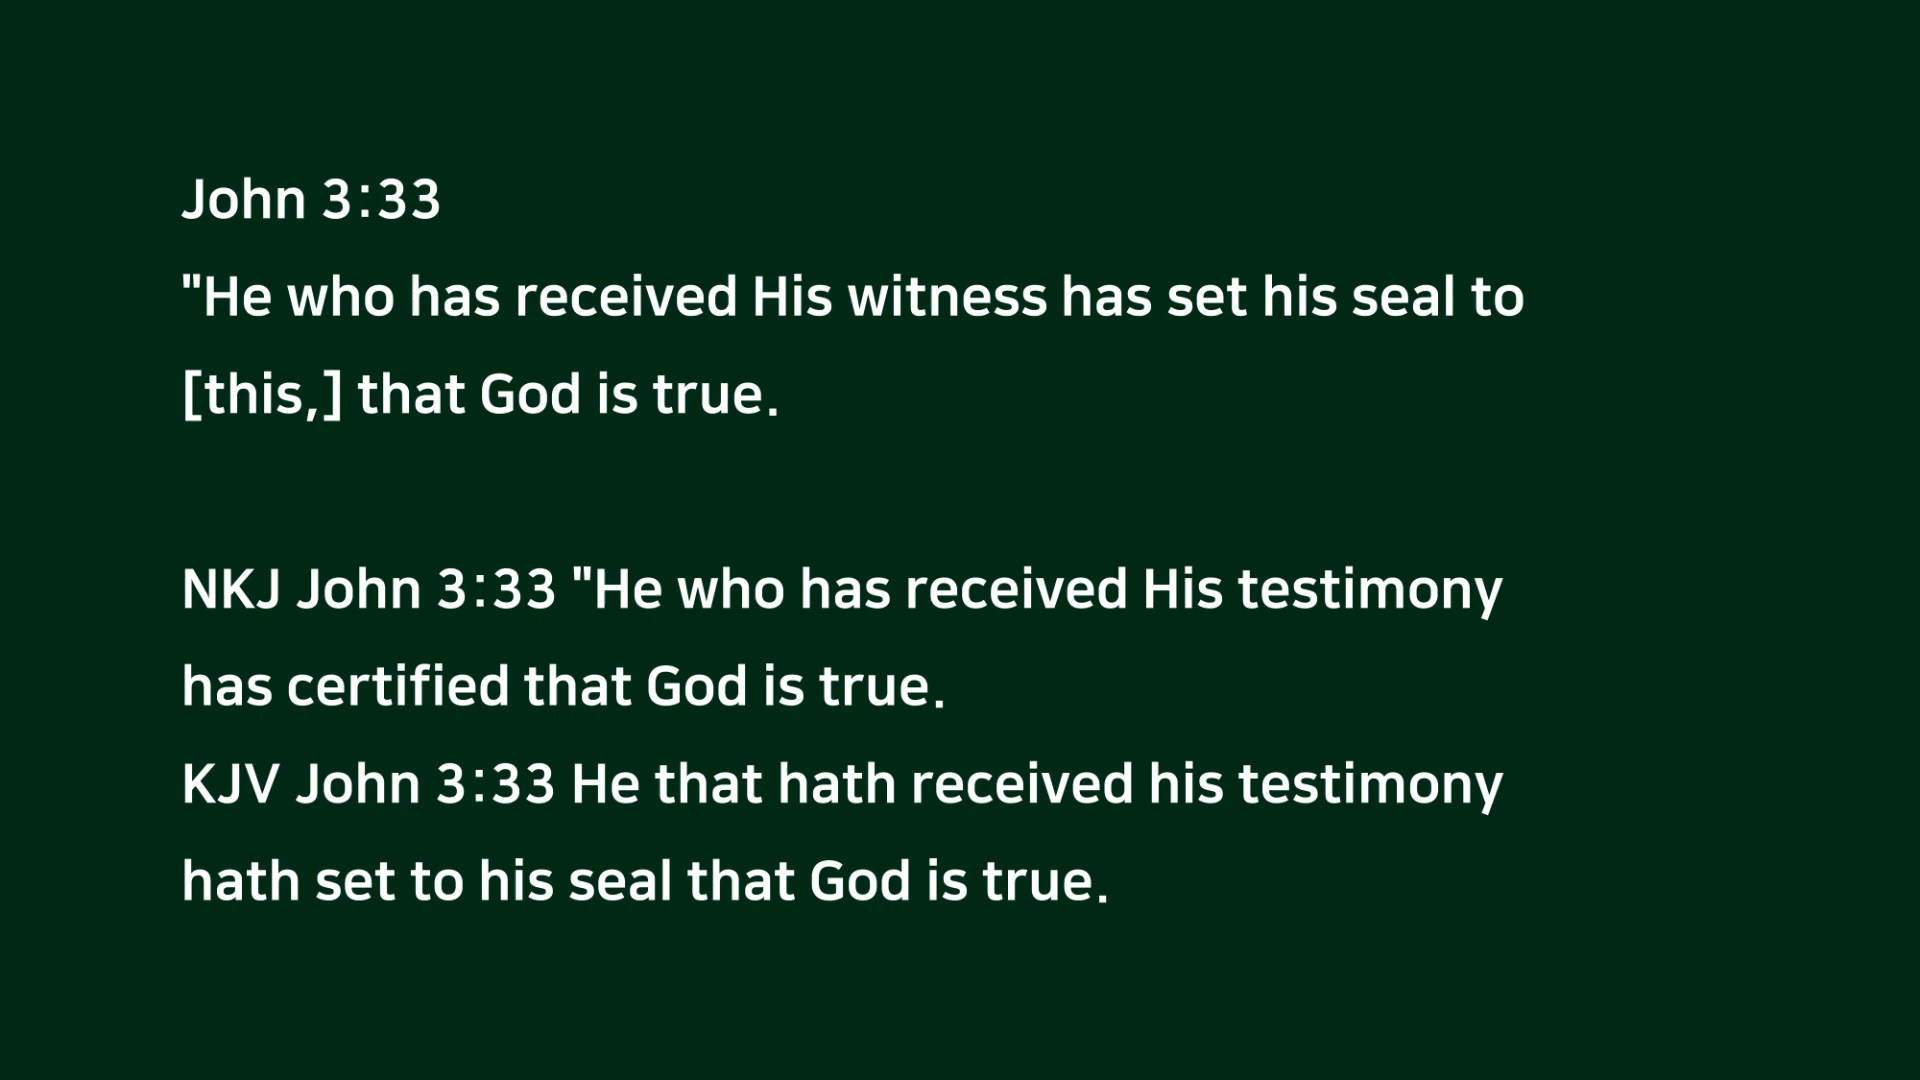 John 3:33
"He who has received His witness has set his seal to
[this,] that God is true.
NKJ John 3:33 "He who has received His testimony
has certified that God is true.
KJV John 3:33 He that hath received his testimony
hath set to his seal that God is true.